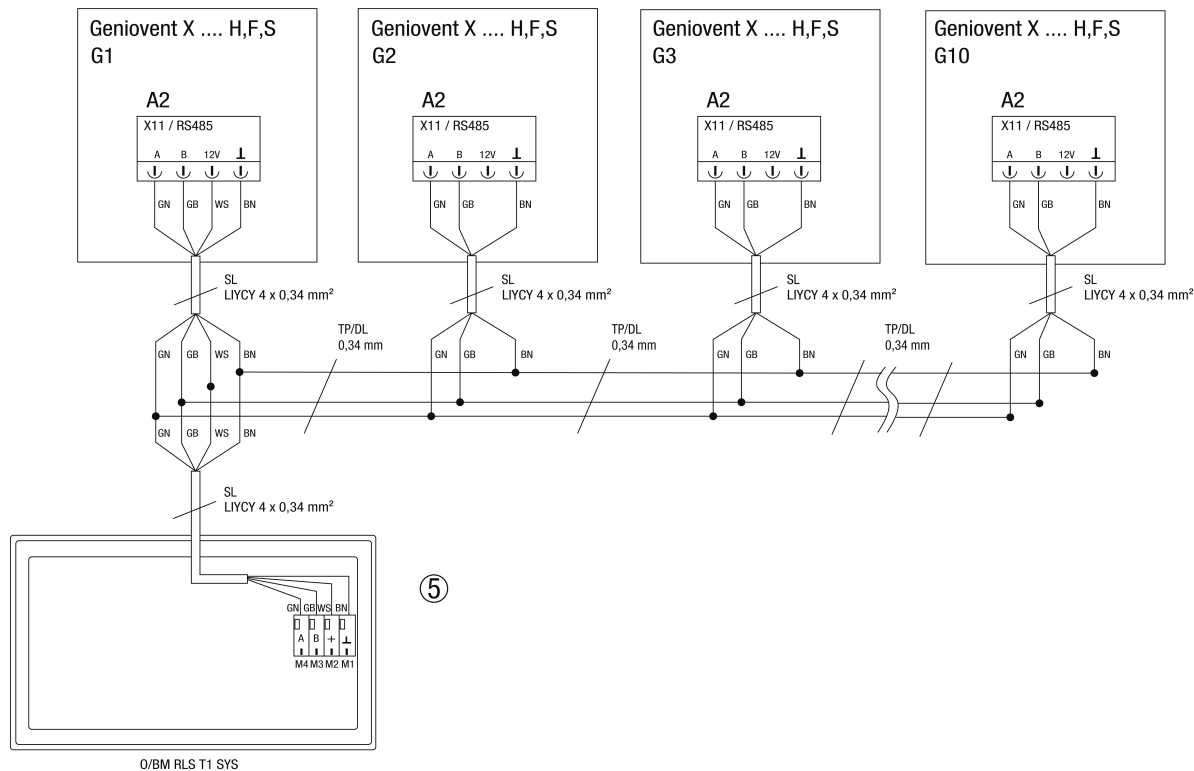 Geniovent X .... H,F,S
G1
A2
X11 / RS485
A B 12V ⊥
GN GB WS BN
SL
LIYCY 4 x 0,34 mm²
Geniovent X .... H,F,S
G2
A2
X11 / RS485
A B 12V ⊥
GN GB BN
SL
LIYCY 4 x 0,34 mm²
Geniovent X .... H,F,S
G3
A2
X11 / RS485
A B 12V ⊥
GN GB BN
SL
LIYCY 4 x 0,34 mm²
Geniovent X .... H,F,S
G10
A2
X11 / RS485
A B 12V ⊥
GN GB BN
SL
LIYCY 4 x 0,34 mm²
GN GB WS BN
TP/DL
0,34 mm
GN GB BN
TP/DL
0,34 mm
GN GB BN
TP/DL
0,34 mm
GN GB BN
GN GB WS BN
SL
LIYCY 4 x 0,34 mm²
⑤
GN GB WS BN
A B + ⊥
M4 M3 M2 M1
O/BM RLS T1 SYS